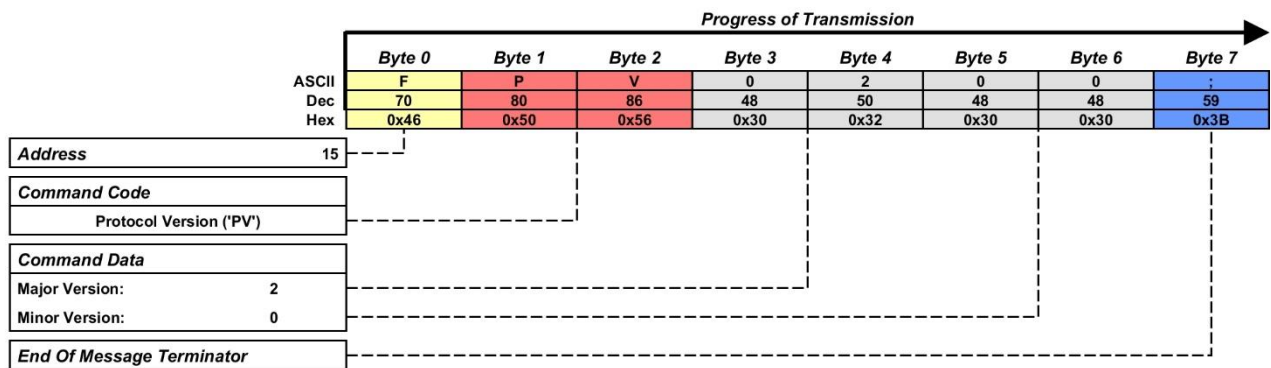 Progress of Transmission
Byte 0 Byte 1 Byte 2 Byte 3 Byte 4 Byte 5 Byte 6 Byte 7
ASCII F P V 0 2 0 0 ;
Dec 70 80 86 48 50 48 48 59
Hex 0x46 0x50 0x56 0x30 0x32 0x30 0x30 0x3B
Address 15
Command Code
Protocol Version ('PV')
Command Data
Major Version: 2
Minor Version: 0
End Of Message Terminator